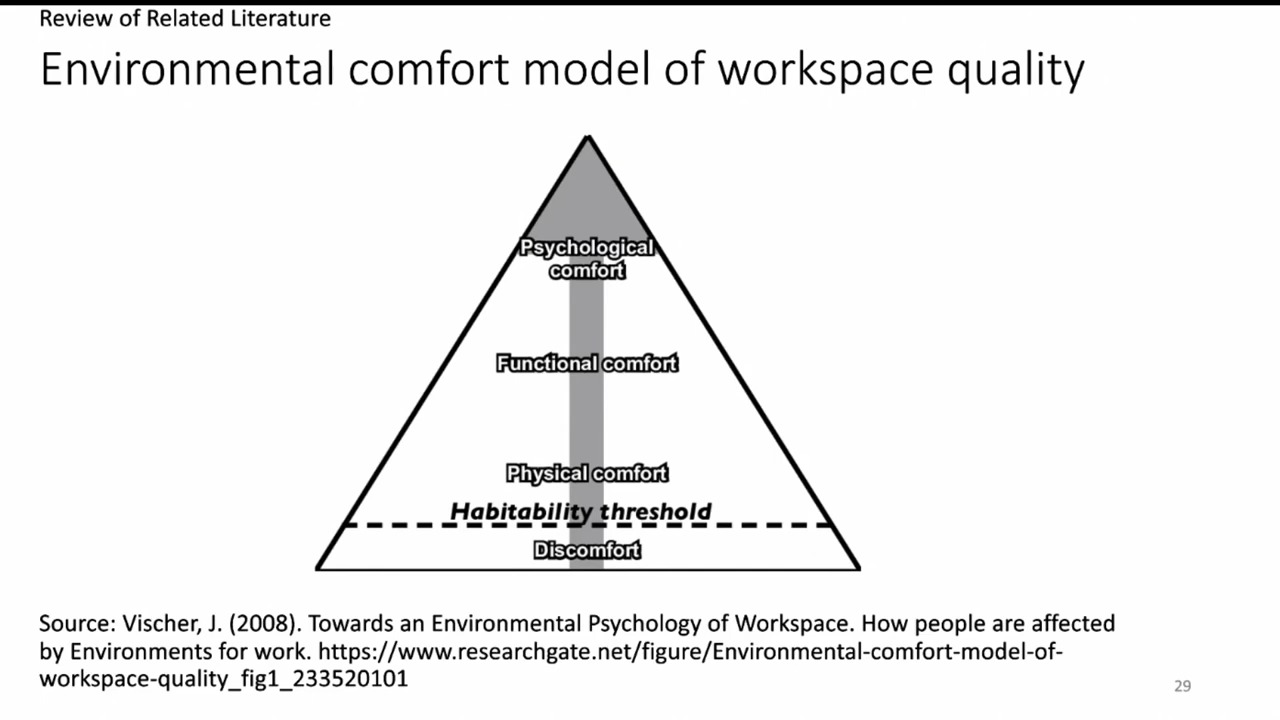 Review of Related Literature
Environmental comfort model of workspace quality
Psychological
comfort
Functional comfort
Physical comfort
Habitability threshold
Discomfort
Source: Vischer, J. (2008). Towards an Environmental Psychology of Workspace. How people are affected
by Environments for work. https://www.researchgate.net/figure/Environmental-comfort-model-of-
workspace-quality_fig1_233520101
29